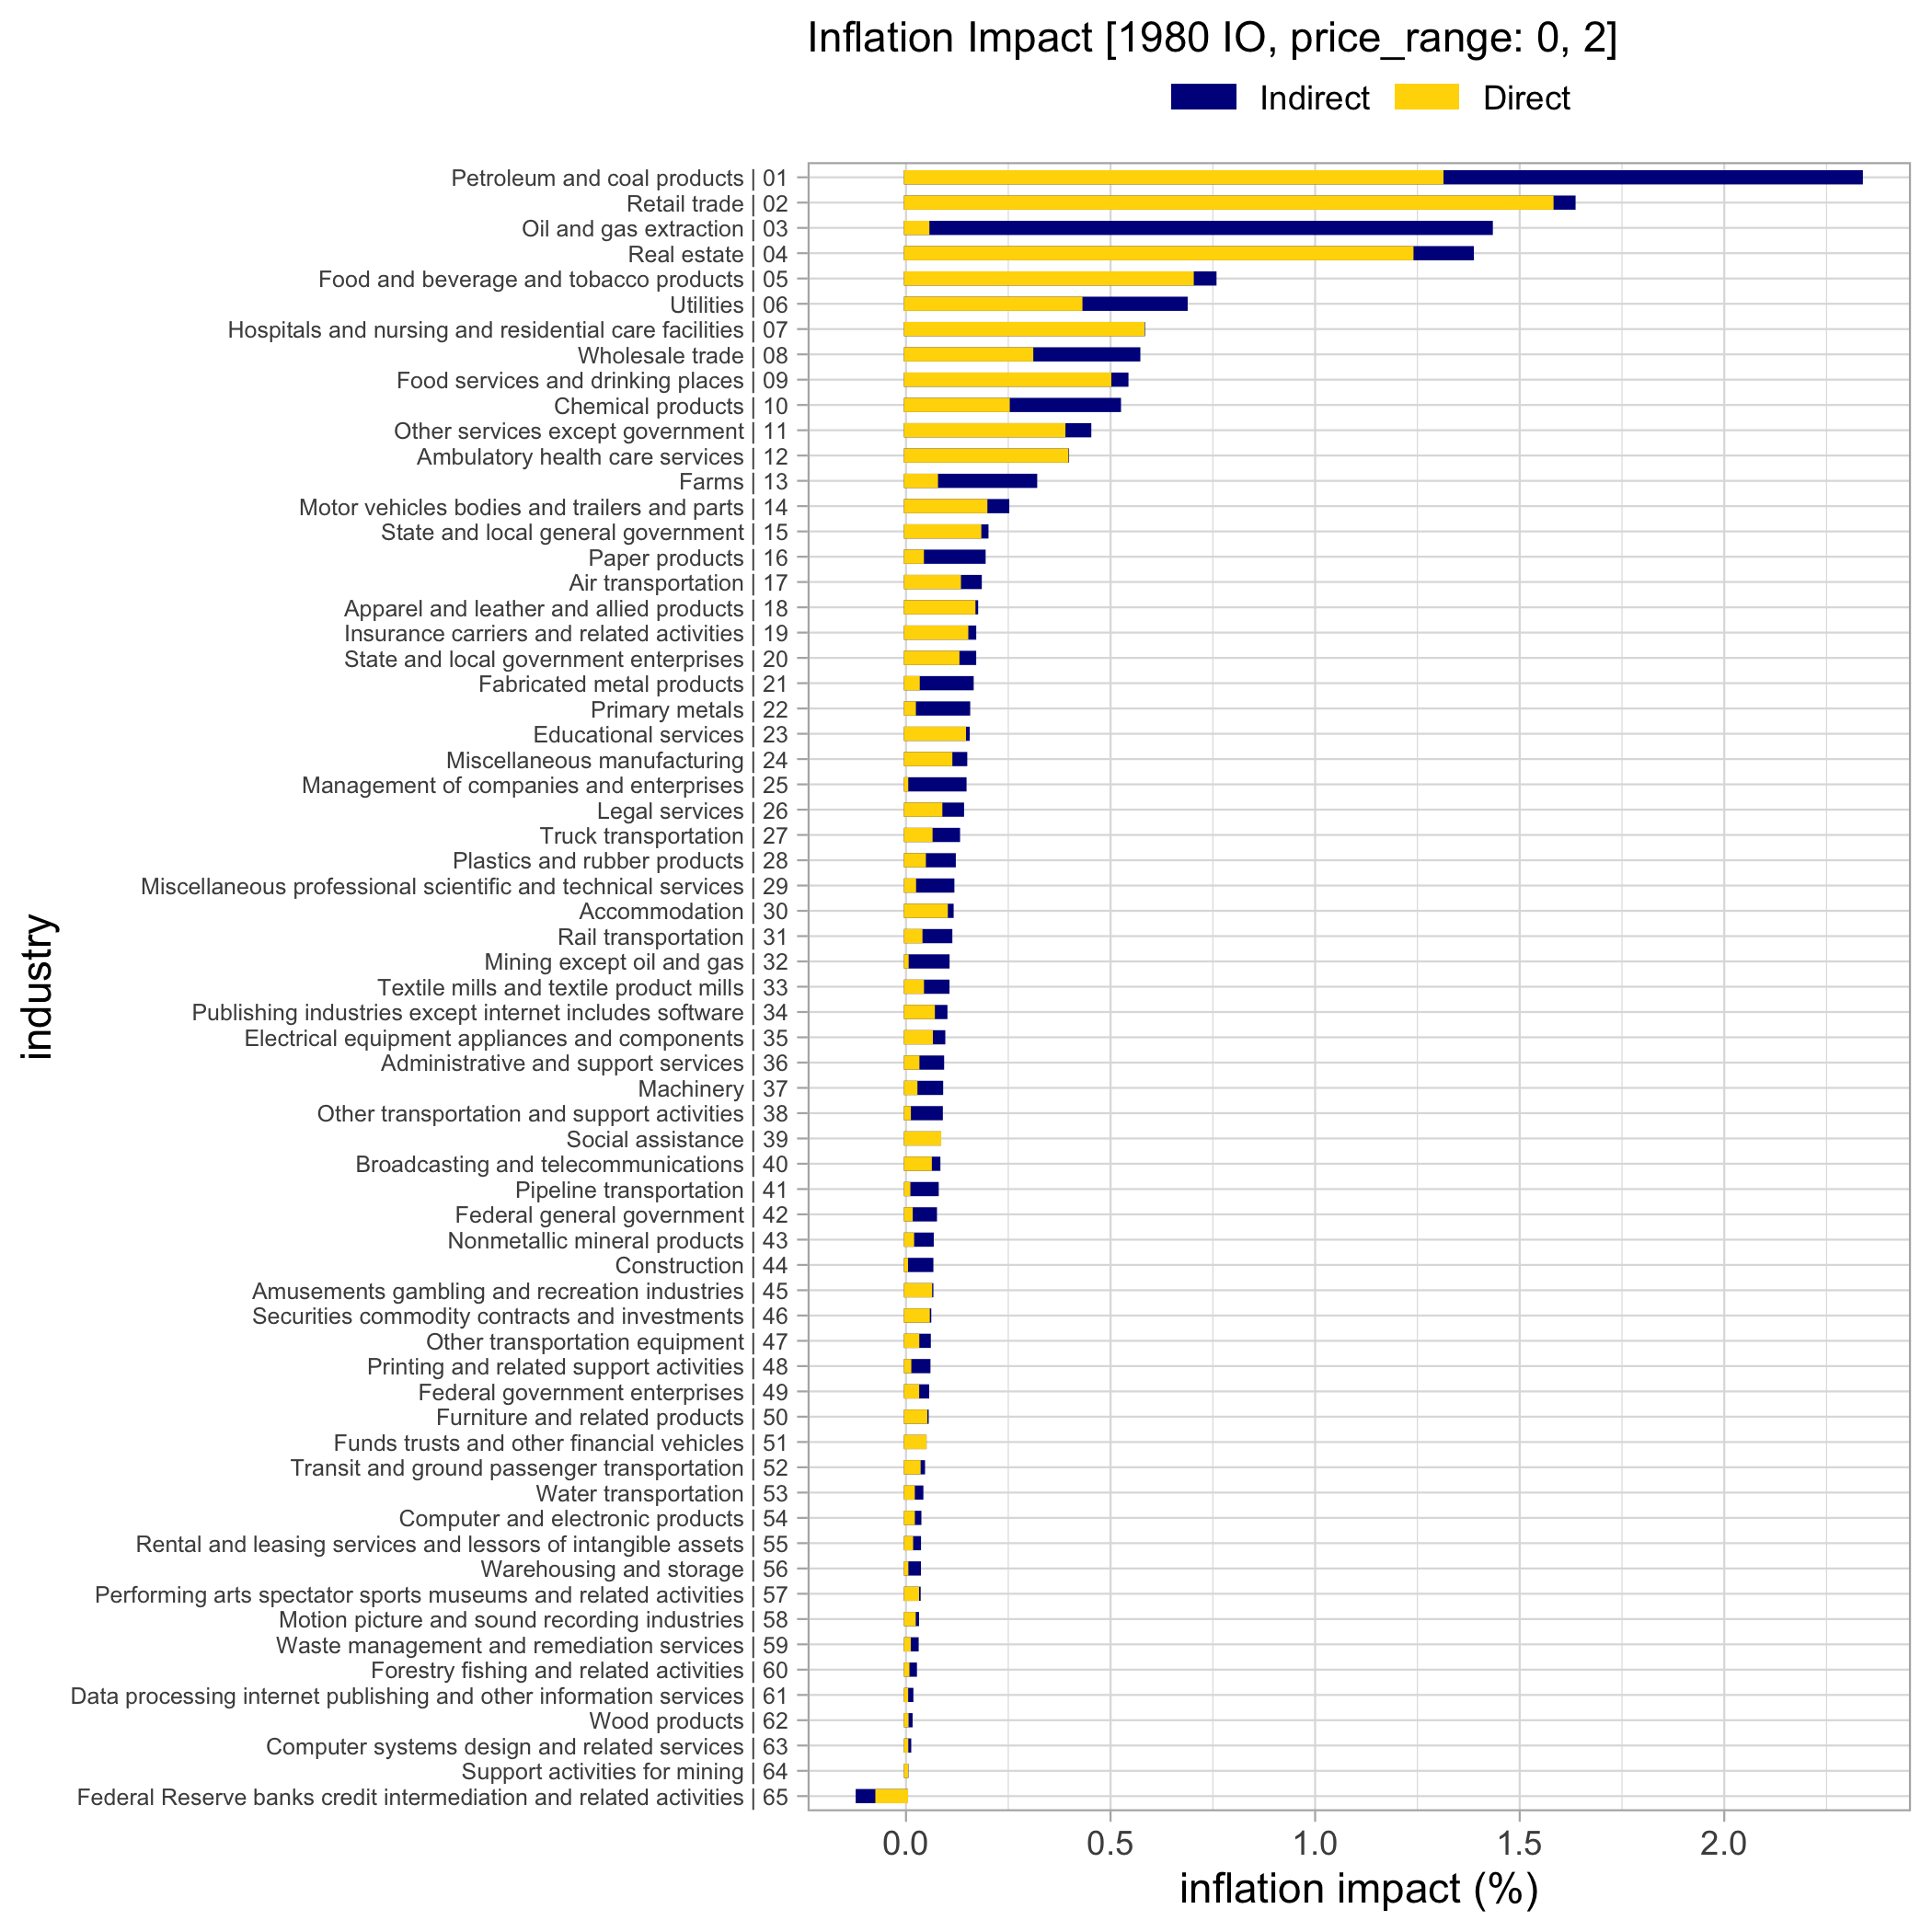 Inflation Impact [1980 IO, price_range: 0, 2]
Indirect Direct
Petroleum and coal products | 01
Retail trade | 02
Oil and gas extraction | 03
Real estate | 04
Food and beverage and tobacco products | 05
Utilities | 06
Hospitals and nursing and residential care facilities | 07
Wholesale trade | 08
Food services and drinking places | 09
Chemical products | 10
Other services except government | 11
Ambulatory health care services | 12
Farms | 13
Motor vehicles bodies and trailers and parts | 14
State and local general government | 15
Paper products | 16
Air transportation | 17
Apparel and leather and allied products | 18
Insurance carriers and related activities | 19
State and local government enterprises | 20
Fabricated metal products | 21
Primary metals | 22
Educational services | 23
Miscellaneous manufacturing | 24
Management of companies and enterprises | 25
Legal services | 26
Truck transportation | 27
Plastics and rubber products | 28
Miscellaneous professional scientific and technical services | 29
Accommodation | 30
Rail transportation | 31
Mining except oil and gas | 32
Textile mills and textile product mills | 33
Publishing industries except internet includes software | 34
Electrical equipment appliances and components | 35
Administrative and support services | 36
Machinery | 37
Other transportation and support activities | 38
Social assistance | 39
Broadcasting and telecommunications | 40
Pipeline transportation | 41
Federal general government | 42
Nonmetallic mineral products | 43
Construction | 44
Amusements gambling and recreation industries | 45
Securities commodity contracts and investments | 46
Other transportation equipment | 47
Printing and related support activities | 48
Federal government enterprises | 49
Furniture and related products | 50
Funds trusts and other financial vehicles | 51
Transit and ground passenger transportation | 52
Water transportation | 53
Computer and electronic products | 54
Rental and leasing services and lessors of intangible assets | 55
Warehousing and storage | 56
Performing arts spectator sports museums and related activities | 57
Motion picture and sound recording industries | 58
Waste management and remediation services | 59
Forestry fishing and related activities | 60
Data processing internet publishing and other information services | 61
Wood products | 62
Computer systems design and related services | 63
Support activities for mining | 64
Federal Reserve banks credit intermediation and related activities | 65
industry
0.0 0.5 1.0 1.5 2.0
inflation impact (%)